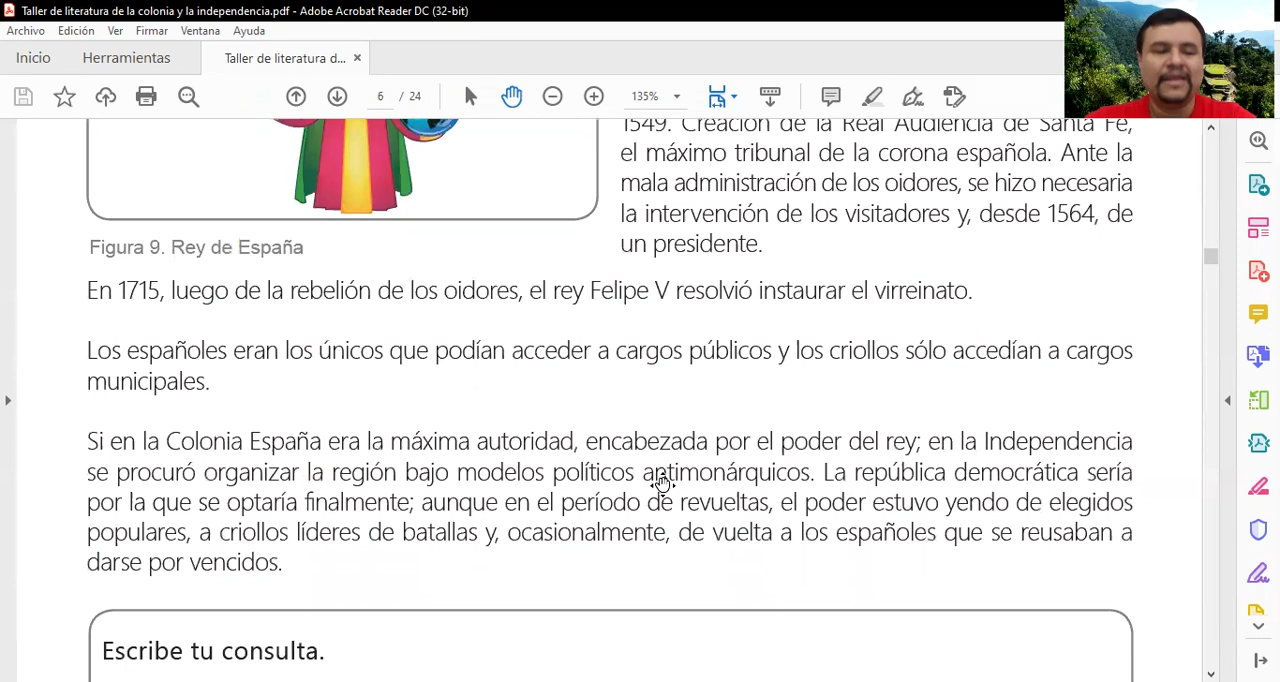 Taller de literatura de la colonia y la independencia.pdf - Adobe Acrobat Reader DC (32-bit)
Archivo Edición Ver Firmar Ventana Ayuda
Inicio Herramientas Taller de literatura d... ×
6 / 24 135%
1549. Creación de la Real Audiencia de Santa Fe,
el máximo tribunal de la corona española. Ante la
mala administración de los oidores, se hizo necesaria
la intervención de los visitadores y, desde 1564, de
un presidente.
Figura 9. Rey de España
En 1715, luego de la rebelión de los oidores, el rey Felipe V resolvió instaurar el virreinato.
Los españoles eran los únicos que podían acceder a cargos públicos y los criollos sólo accedían a cargos
municipales.
Si en la Colonia España era la máxima autoridad, encabezada por el poder del rey; en la Independencia
se procuró organizar la región bajo modelos políticos antimonárquicos. La república democrática sería
por la que se optaría finalmente; aunque en el período de revueltas, el poder estuvo yendo de elegidos
populares, a criollos líderes de batallas y, ocasionalmente, de vuelta a los españoles que se reusaban a
darse por vencidos.
Escribe tu consulta.